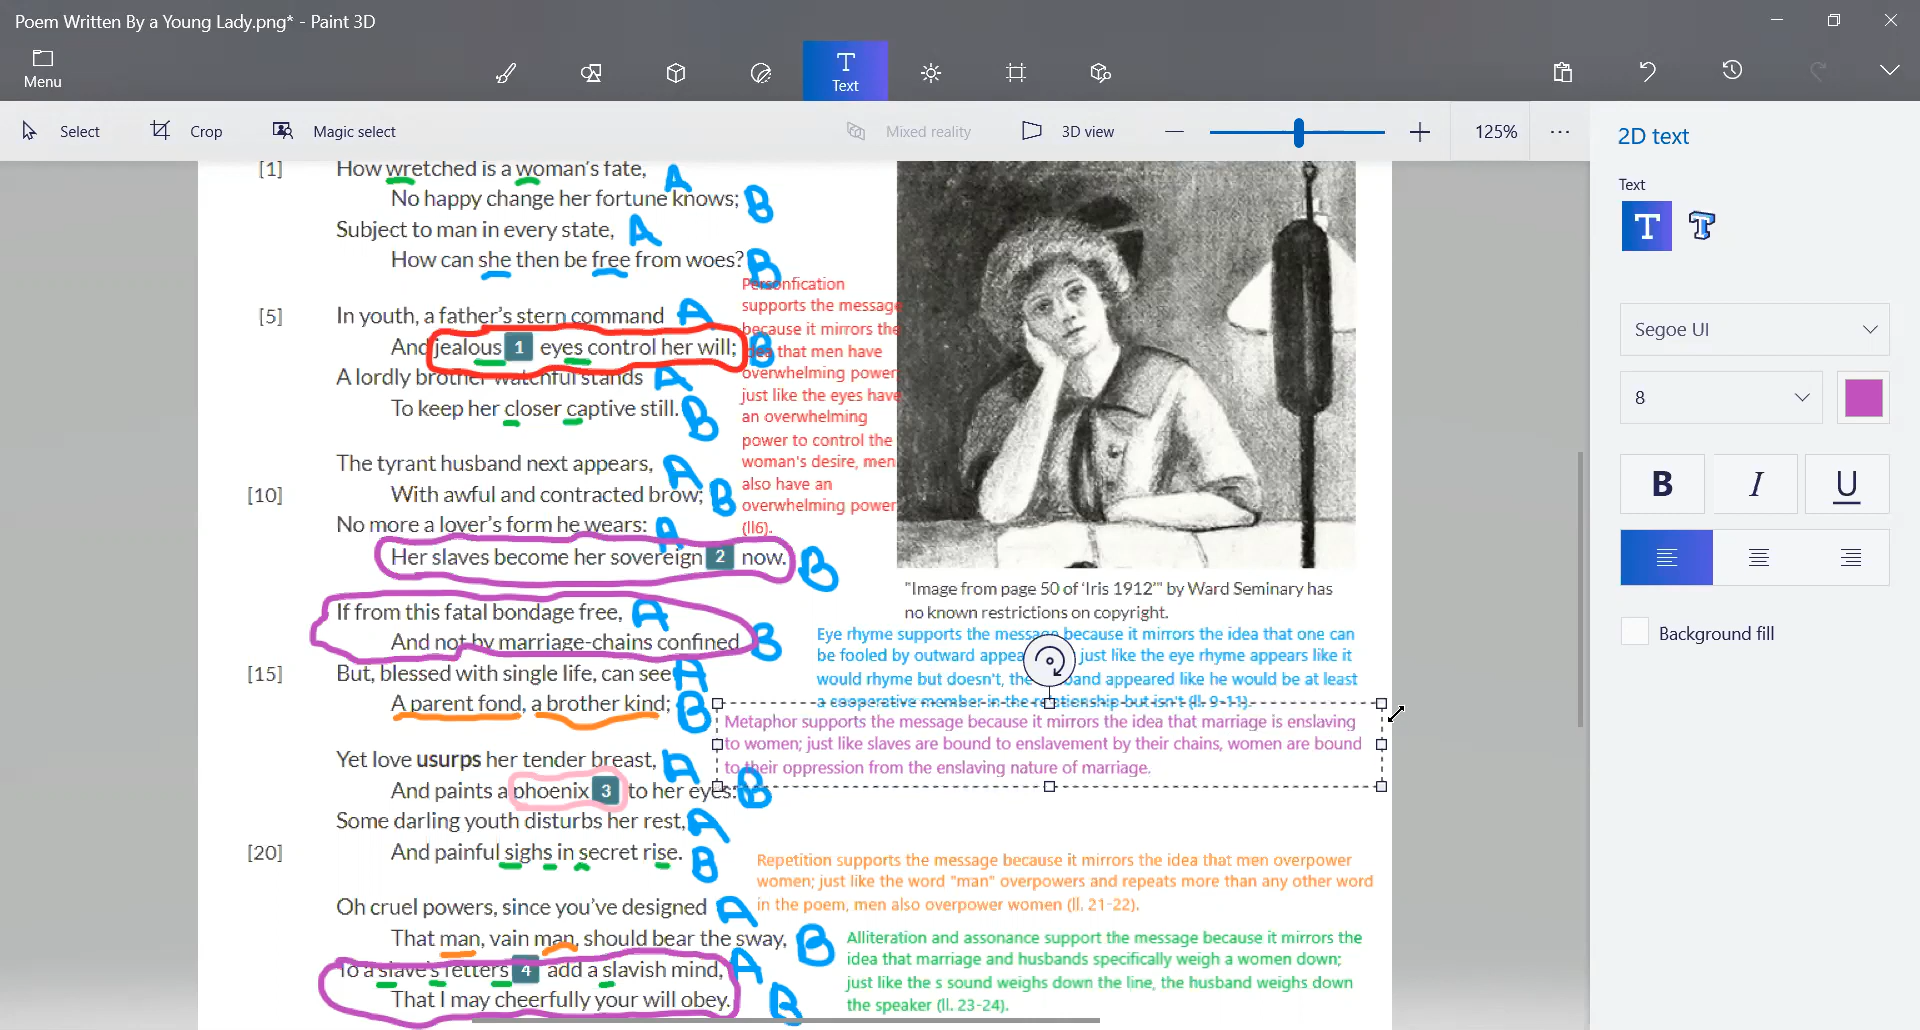 Poem Written By a Young Lady.png* - Paint 3D
Menu
Text
Select
Crop
Magic select
Mixed reality
3D view
125%
[1] How wretched is a woman's fate, A
No happy change her fortune knows; B
Subject to man in every state, A
How can she then be free from woes? B
[5] In youth, a father's stern command A
And jealous 1 eyes control her will; B
A lordly brother watchful stands A
To keep her closer captive still. B
The tyrant husband next appears, A
[10] With awful and contracted brow; B
No more a lover's form he wears: A
Her slaves become her sovereign 2 now. B
If from this fatal bondage free, A
And not by marriage-chains confined B
[15] But, blessed with single life, can see A
A parent fond, a brother kind; B
Yet love usurps her tender breast, A
And paints a phoenix 3 to her eyes: B
Some darling youth disturbs her rest, A
[20] And painful sighs in secret rise. B
Oh cruel powers, since you've designed A
That man, vain man, should bear the sway, B
To a slave's fetters 4 add a slavish mind, A
That I may cheerfully your will obey. B
Personfication
supports the message
because it mirrors the
idea that men have
overwhelming power,
just like the eyes have
an overwhelming
power to control the
woman's desire, men
also have an
overwhelming power
(ll6).
"Image from page 50 of 'Iris 1912'" by Ward Seminary has
no known restrictions on copyright.
Eye rhyme supports the message because it mirrors the idea that one can
be fooled by outward appea just like the eye rhyme appears like it
would rhyme but doesn't, the band appeared like he would be at least
a cooperative member in the relationship but isn't (ll. 9-11).
Metaphor supports the message because it mirrors the idea that marriage is enslaving
to women; just like slaves are bound to enslavement by their chains, women are bound
to their oppression from the enslaving nature of marriage.
Repetition supports the message because it mirrors the idea that men overpower
women; just like the word "man" overpowers and repeats more than any other word
in the poem, men also overpower women (ll. 21-22).
Alliteration and assonance support the message because it mirrors the
idea that marriage and husbands specifically weigh a women down;
just like the s sound weighs down the line, the husband weighs down
the speaker (ll. 23-24).
2D text
Text
Segoe UI
8
B I U
Background fill